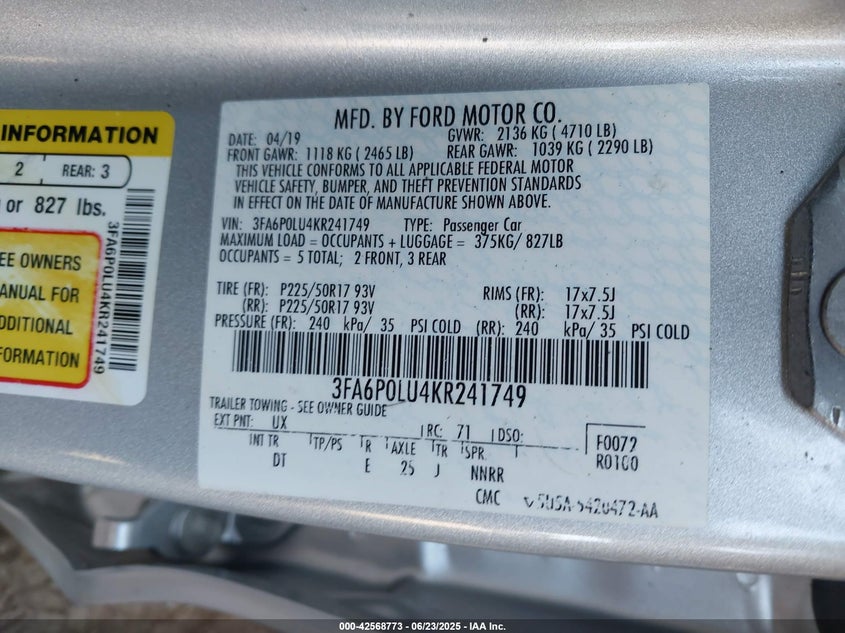 INFORMATION
2 REAR: 3
or 827 lbs.
EE OWNERS
ANUAL FOR
DDITIONAL
FORMATION
3FA6P0LU4KR241749
MFD. BY FORD MOTOR CO.
DATE: 04/19 GVWR: 2136 KG ( 4710 LB)
FRONT GAWR: 1118 KG ( 2465 LB) REAR GAWR: 1039 KG ( 2290 LB)
THIS VEHICLE CONFORMS TO ALL APPLICABLE FEDERAL MOTOR
VEHICLE SAFETY, BUMPER, AND THEFT PREVENTION STANDARDS
IN EFFECT ON THE DATE OF MANUFACTURE SHOWN ABOVE.
VIN: 3FA6P0LU4KR241749 TYPE: Passenger Car
MAXIMUM LOAD = OCCUPANTS + LUGGAGE = 375KG/ 827LB
OCCUPANTS = 5 TOTAL; 2 FRONT, 3 REAR
TIRE (FR): P225/50R17 93V RIMS (FR): 17x7.5J
(RR): P225/50R17 93V (RR): 17x7.5J
PRESSURE (FR): 240 kPa/ 35 PSI COLD (RR): 240 kPa/ 35 PSI COLD
3FA6P0LU4KR241749
TRAILER TOWING - SEE OWNER GUIDE
EXT PNT: UX RC: 71 DSO: F0072
INT TR TP/PS R AXLE TR SPR R0100
DT E 25 J NNRR
CMC 5U5A-5420472-AA
000-42568773 - 06/23/2025 - IAA Inc.